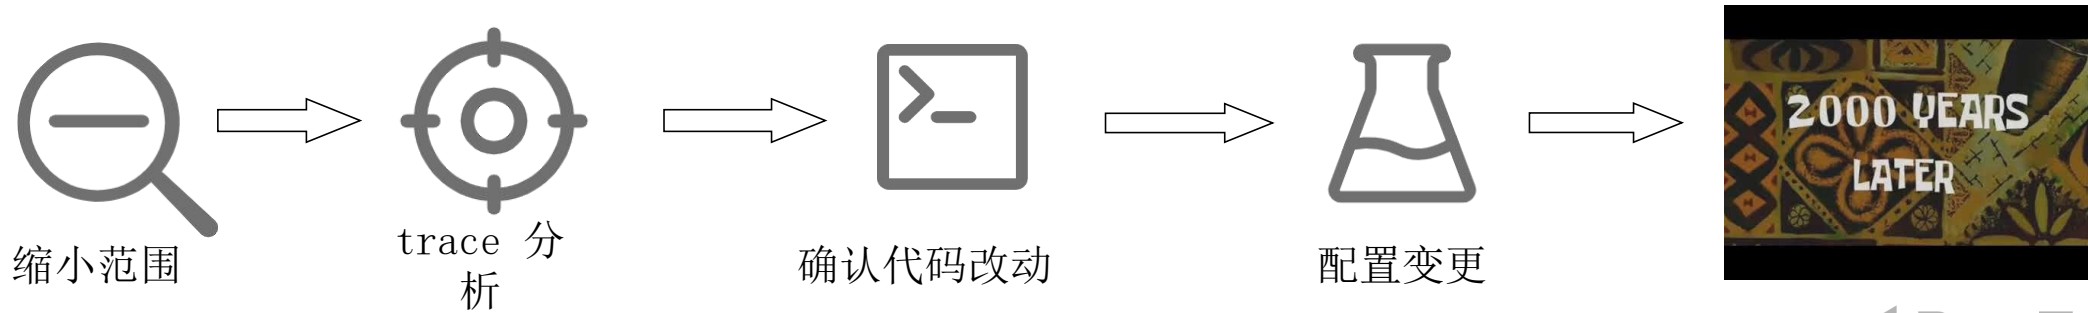 缩小范围
trace 分
析
确认代码改动
配置变更
2000 YEARS
LATER